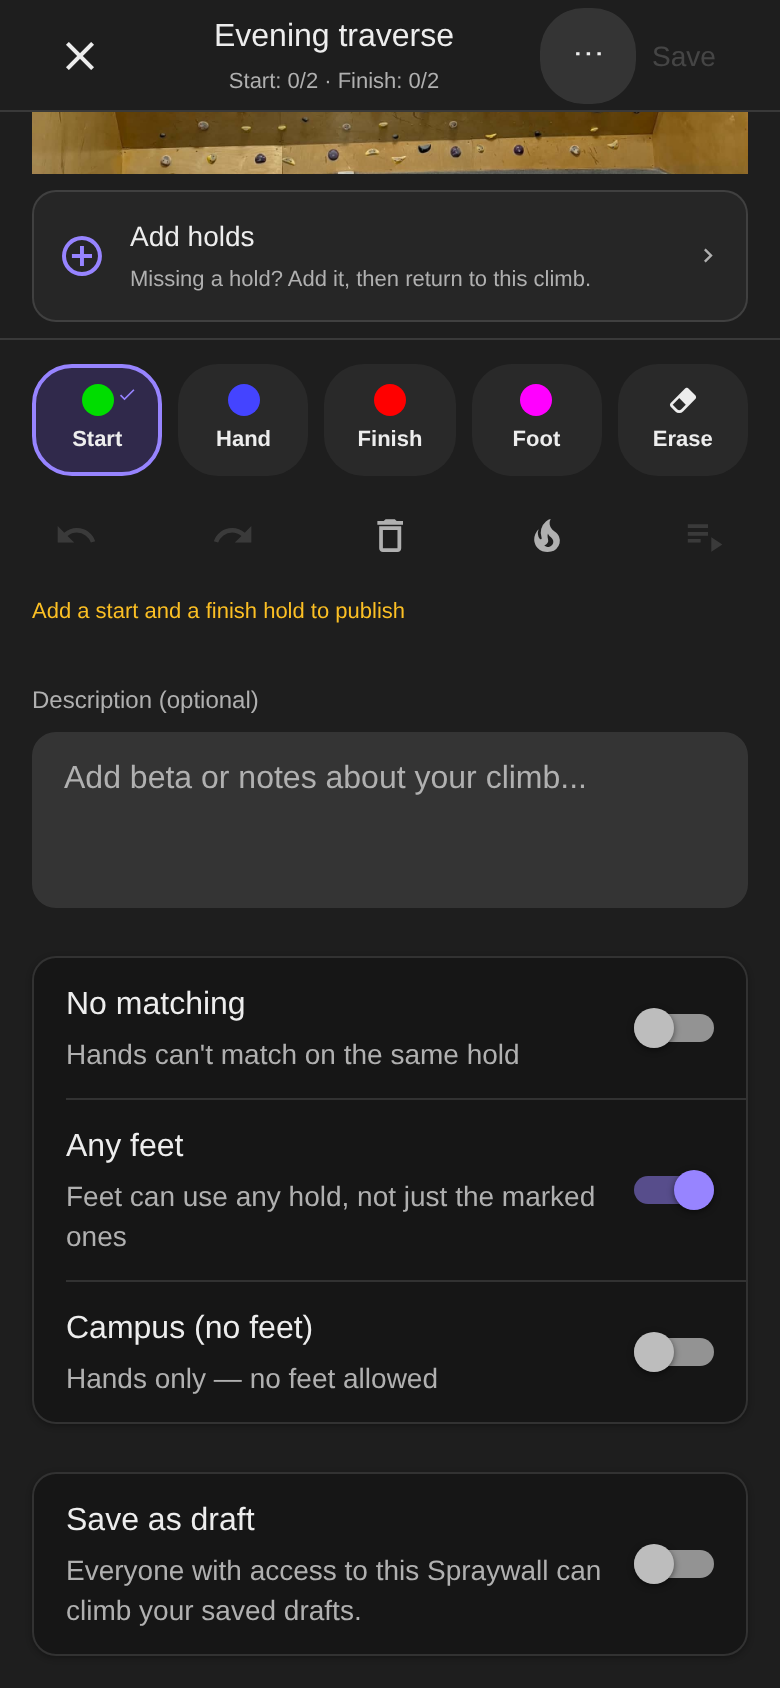 Evening traverse
Start: 0/2 · Finish: 0/2
Save
Add holds
Missing a hold? Add it, then return to this climb.
Start
Hand
Finish
Foot
Erase
Add a start and a finish hold to publish
Description (optional)
Add beta or notes about your climb...
No matching
Hands can't match on the same hold
Any feet
Feet can use any hold, not just the marked
ones
Campus (no feet)
Hands only — no feet allowed
Save as draft
Everyone with access to this Spraywall can
climb your saved drafts.